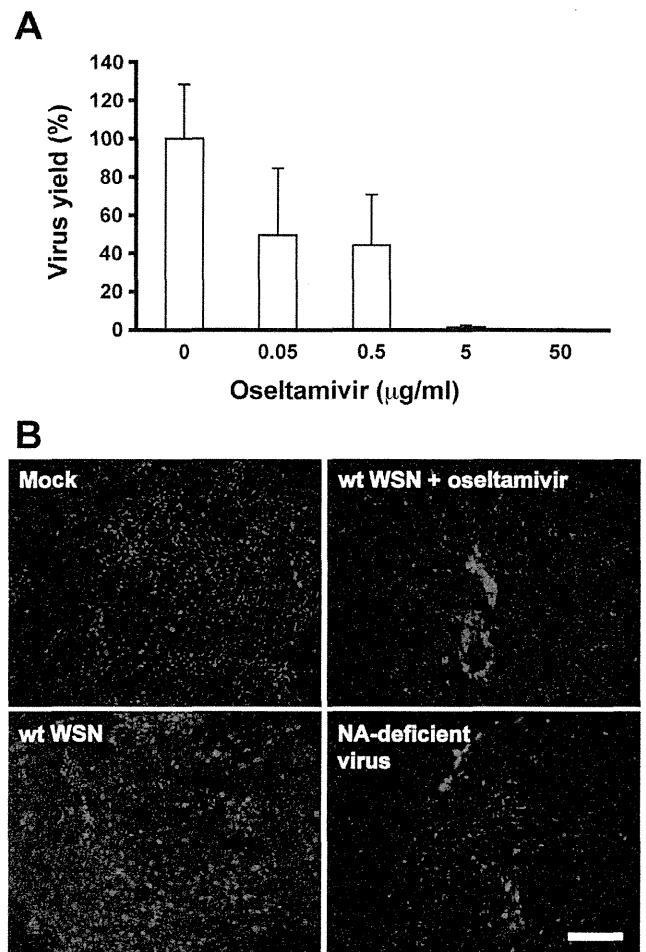 A
Virus yield (%)
140
120
100
80
60
40
20
0
0 0.05 0.5 5 50
Oseltamivir (μg/ml)
B
Mock
wt WSN + oseltamivir
wt WSN
NA-deficient
virus